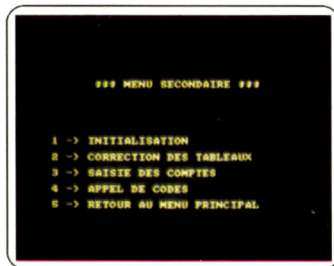 ### MENU SECONDAIRE ###
1 -> INITIALISATION
2 -> CORRECTION DES TABLEAUX
3 -> SAISIE DES COMPTES
4 -> APPEL DE CODES
5 -> RETOUR AU MENU PRINCIPAL